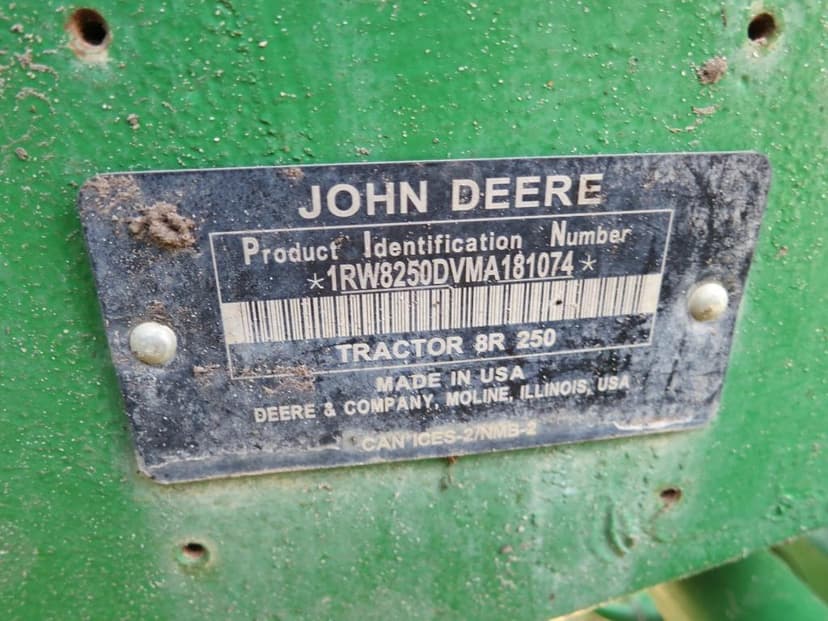 JOHN DEERE
Product Identification Number
*1RW8250DVMA181074*
TRACTOR 8R 250
MADE IN USA
DEERE & COMPANY, MOLINE, ILLINOIS, USA
CAN ICES-2/NMB-2